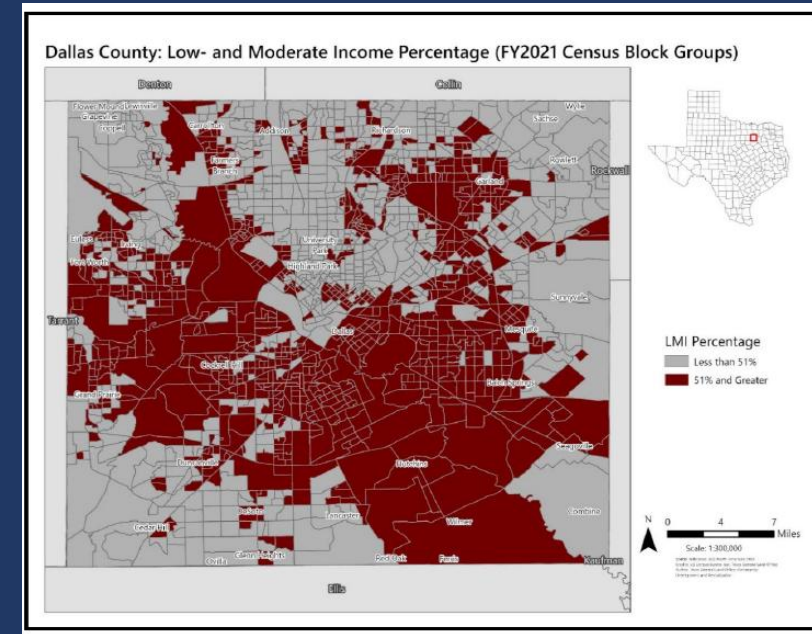 Dallas County: Low- and Moderate Income Percentage (FY2021 Census Block Groups)
Denton
Collin
Flower Mound
Lewisville
Grapevine
Coppell
Carrollton
Addison
Richardson
Wylie
Sachse
Farmers
Branch
Garland
Rowlett
Rockwall
Euless
Irving
Fort Worth
University
Park
Highland Park
Sunnyvale
Tarrant
Dallas
Mesquite
Cockrell Hill
Balch Springs
Grand Prairie
Seagoville
Duncanville
Hutchins
DeSoto
Lancaster
Wilmer
Combine
Cedar Hill
Ovilla
Glenn Heights
Red Oak
Ferris
Kaufman
Ellis
LMI Percentage
Less than 51%
51% and Greater
N
0 4 7
Miles
Scale: 1:300,000